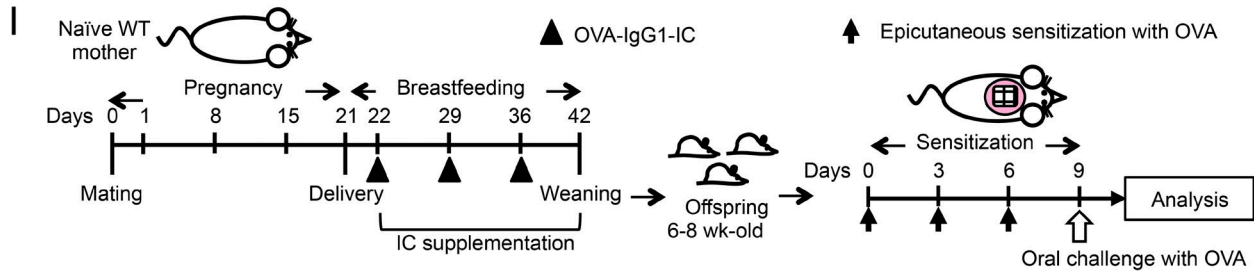 I
Naïve WT
mother
OVA-IgG1-IC
Epicutaneous sensitization with OVA
Pregnancy
Breastfeeding
Days 0 1 8 15 21 22 29 36 42
Mating
Delivery
Weaning
IC supplementation
Offspring
6-8 wk-old
Sensitization
Days 0 3 6 9
Analysis
Oral challenge with OVA